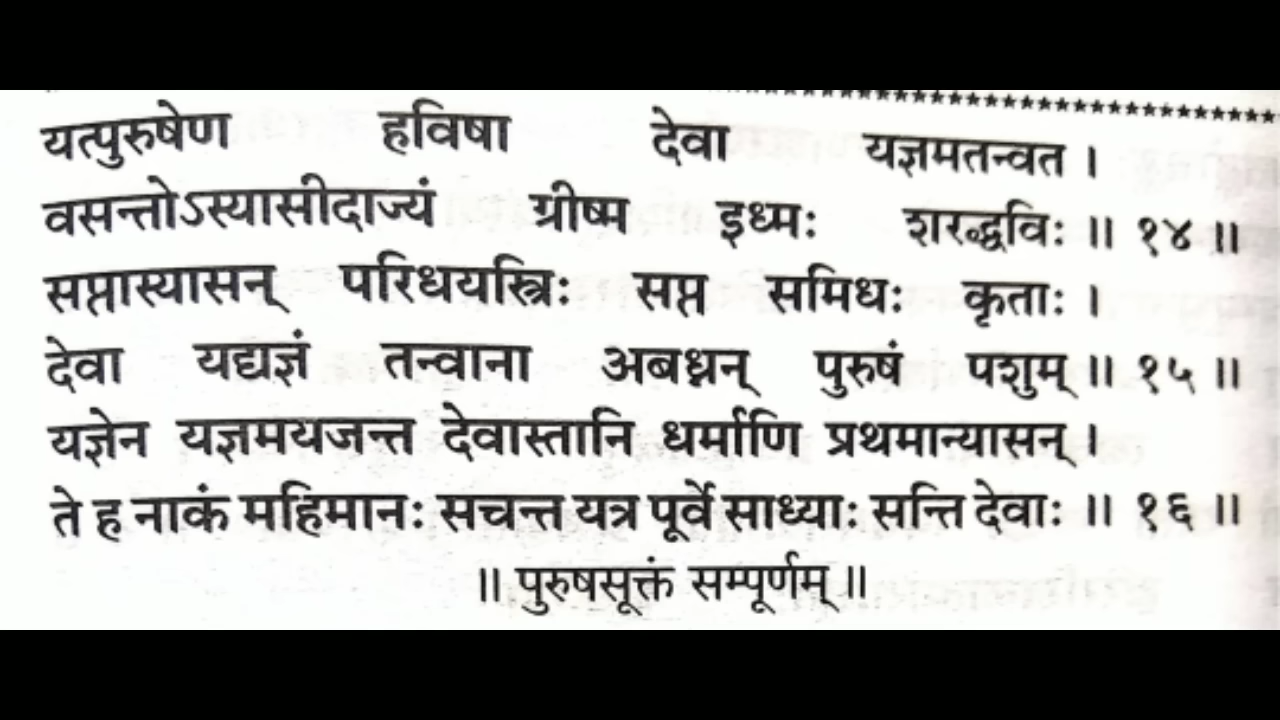 यत्पुरुषेण हविषा देवा यज्ञमतन्वत ।
वसन्तोऽस्यासीदाज्यं ग्रीष्म इध्मः शरद्धविः ॥ १४ ॥
सप्तास्यासन् परिधयस्त्रिः सप्त समिधः कृताः ।
देवा यद्यज्ञं तन्वाना अबध्नन् पुरुषं पशुम् ॥ १५ ॥
यज्ञेन यज्ञमयजन्त देवास्तानि धर्माणि प्रथमान्यासन् ।
ते ह नाकं महिमानः सचन्त यत्र पूर्वे साध्याः सन्ति देवाः ॥ १६ ॥
॥ पुरुषसूक्तं सम्पूर्णम् ॥